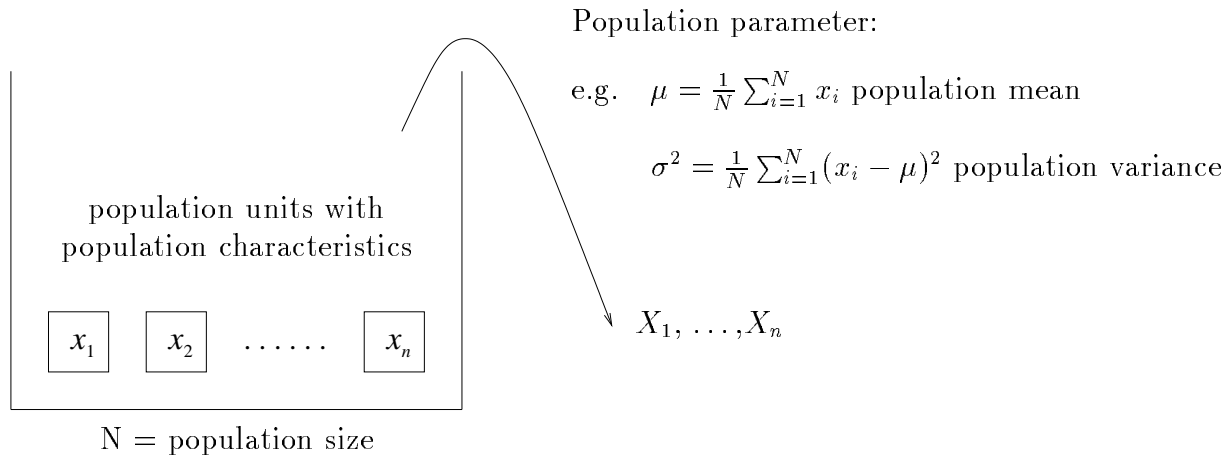 Population parameter:
e.g. μ = 1/N ∑_{i=1}^{N} x_i population mean
σ² = 1/N ∑_{i=1}^{N} (x_i − μ)² population variance
population units with
population characteristics
x_1 x_2 ...... x_n
X_1, ...,X_n
N = population size